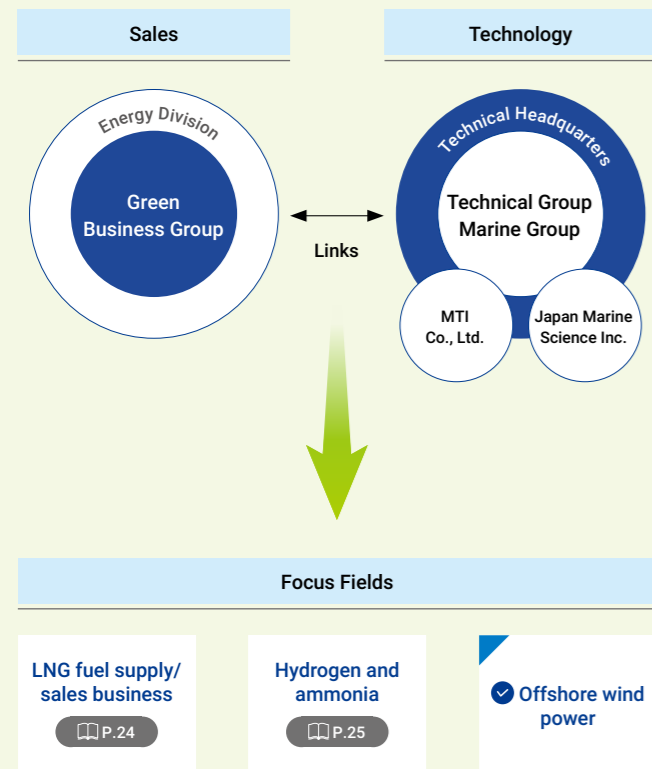 Sales
Technology
Energy Division
Green
Business Group
Links
Technical Headquarters
Technical Group
Marine Group
MTI
Co., Ltd.
Japan Marine
Science Inc.
Focus Fields
LNG fuel supply/
sales business
P.24
Hydrogen and
ammonia
P.25
Offshore wind
power